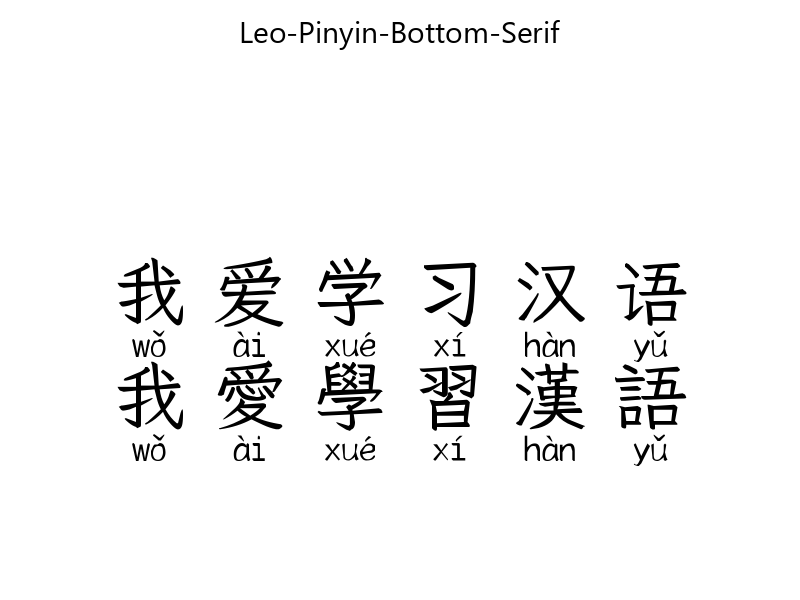 Leo-Pinyin-Bottom-Serif
我爱学习汉语
wǒ ài xué xí hàn yǔ
我愛學習漢語
wǒ ài xué xí hàn yǔ